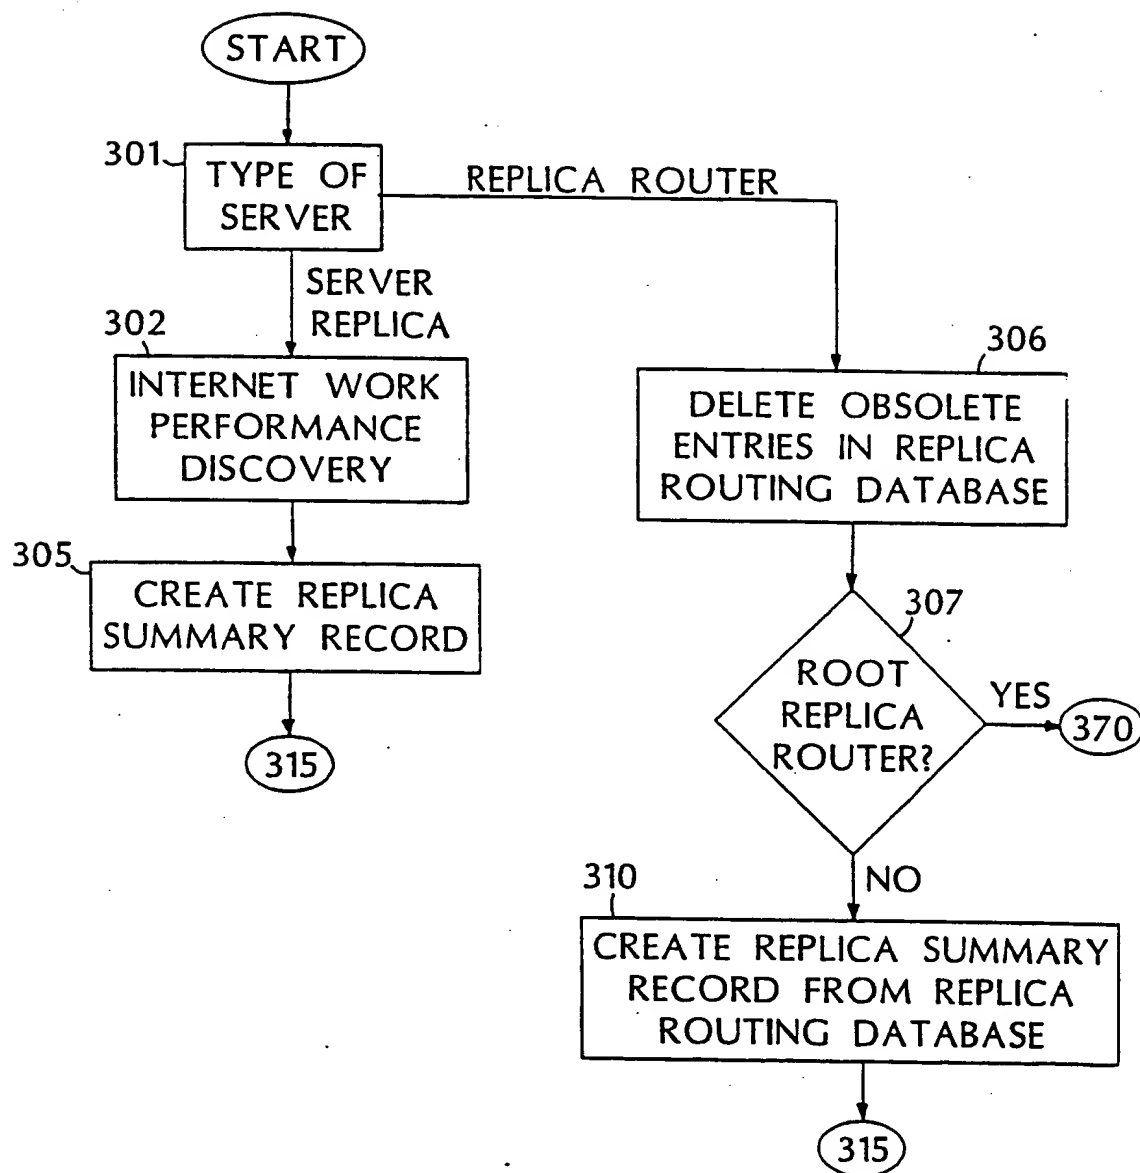 START
301
TYPE OF
SERVER
REPLICA ROUTER
SERVER
REPLICA
302
INTERNET WORK
PERFORMANCE
DISCOVERY
306
DELETE OBSOLETE
ENTRIES IN REPLICA
ROUTING DATABASE
305
CREATE REPLICA
SUMMARY RECORD
307
ROOT
REPLICA
ROUTER?
YES
370
315
NO
310
CREATE REPLICA SUMMARY
RECORD FROM REPLICA
ROUTING DATABASE
315